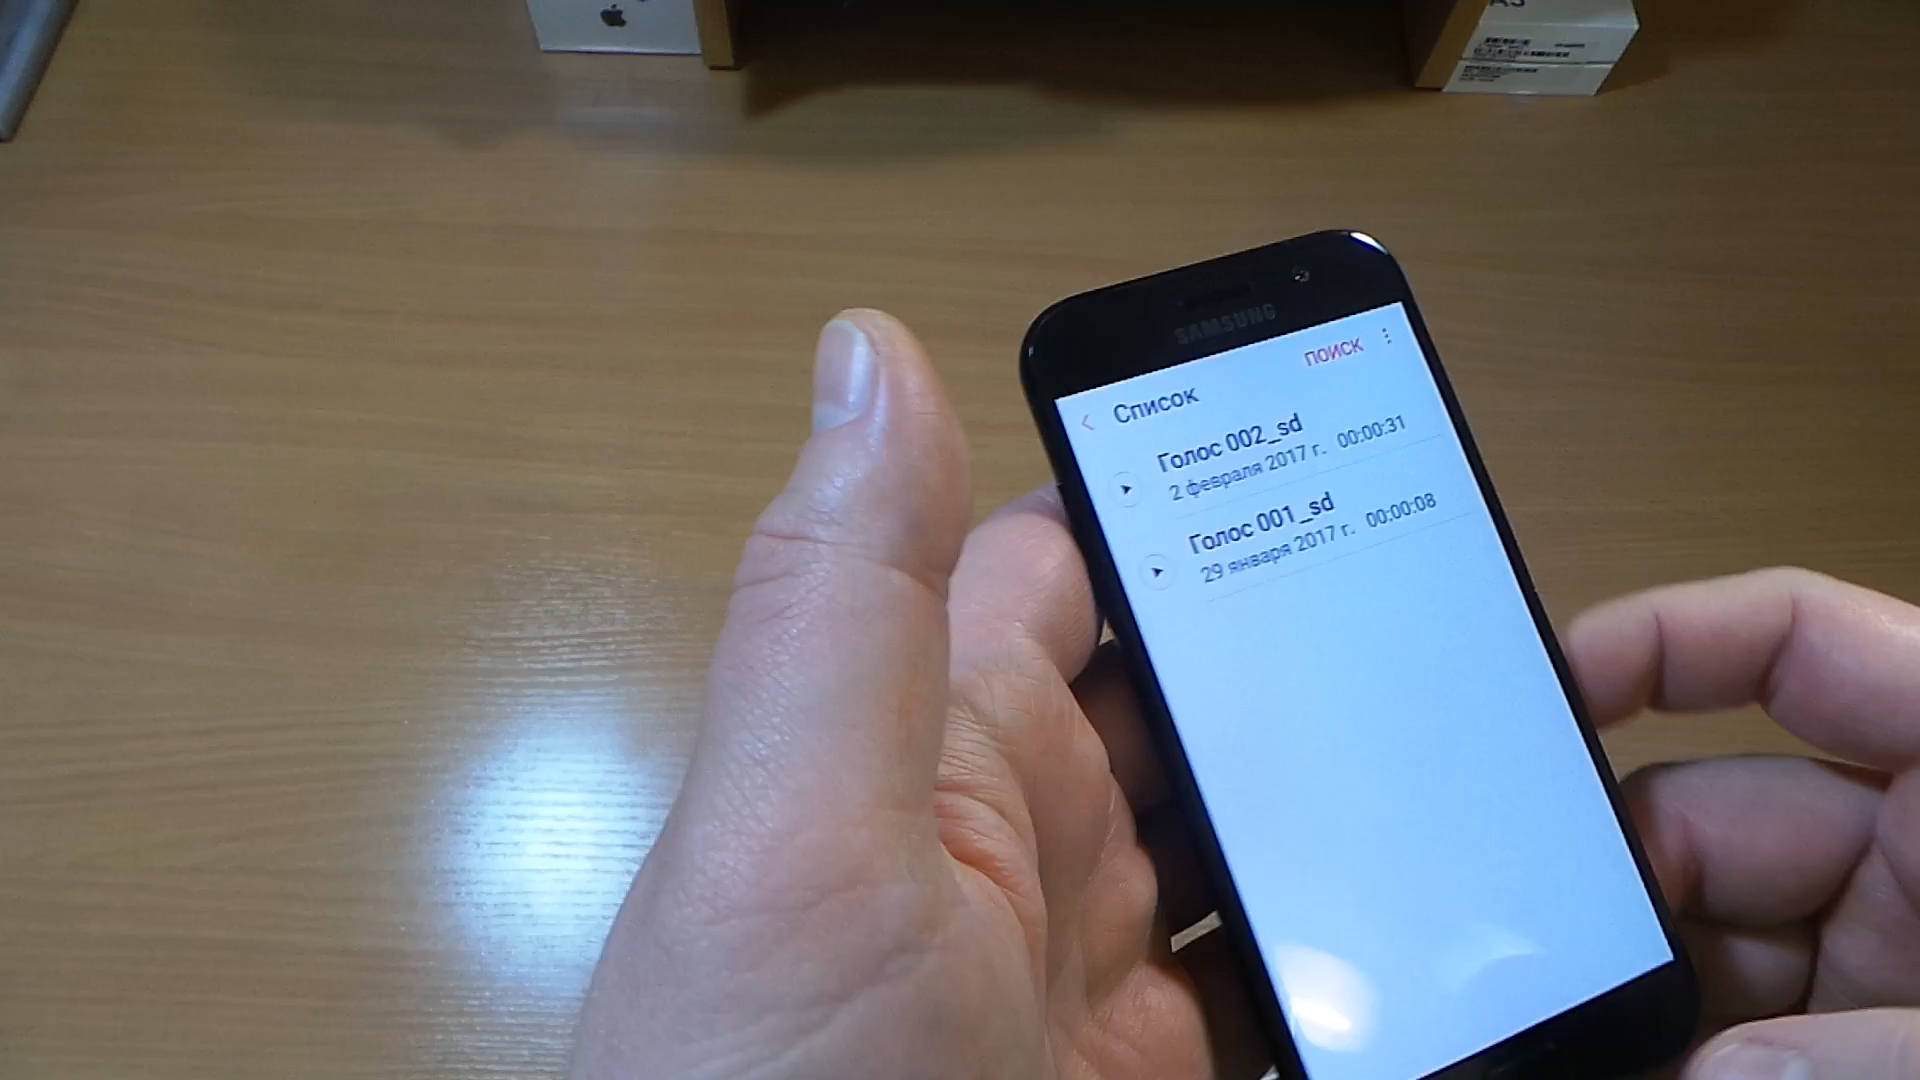 A3
SAMSUNG
ПОИСК
Список
Голос 002_sd
2 февраля 2017 г. 00:00:31
Голос 001_sd
29 января 2017 г. 00:00:08